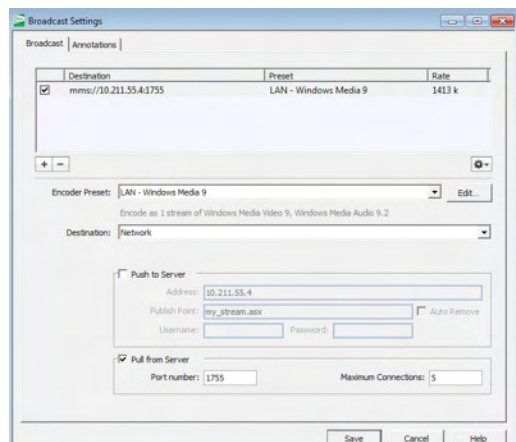 Broadcast Settings
Broadcast Annotations
Destination Preset Rate
mms://10.211.55.4:1755 LAN - Windows Media 9 1413 k
+ −
Encoder Preset: LAN - Windows Media 9 Edit...
Encode as 1 stream of Windows Media Video 9, Windows Media Audio 9.2
Destination: Network
Push to Server
Address: 10.211.55.4
Publish Point: my_stream.asx Auto Remove
Username: Password:
Pull from Server
Port number: 1755 Maximum Connections: 5
Save Cancel Help